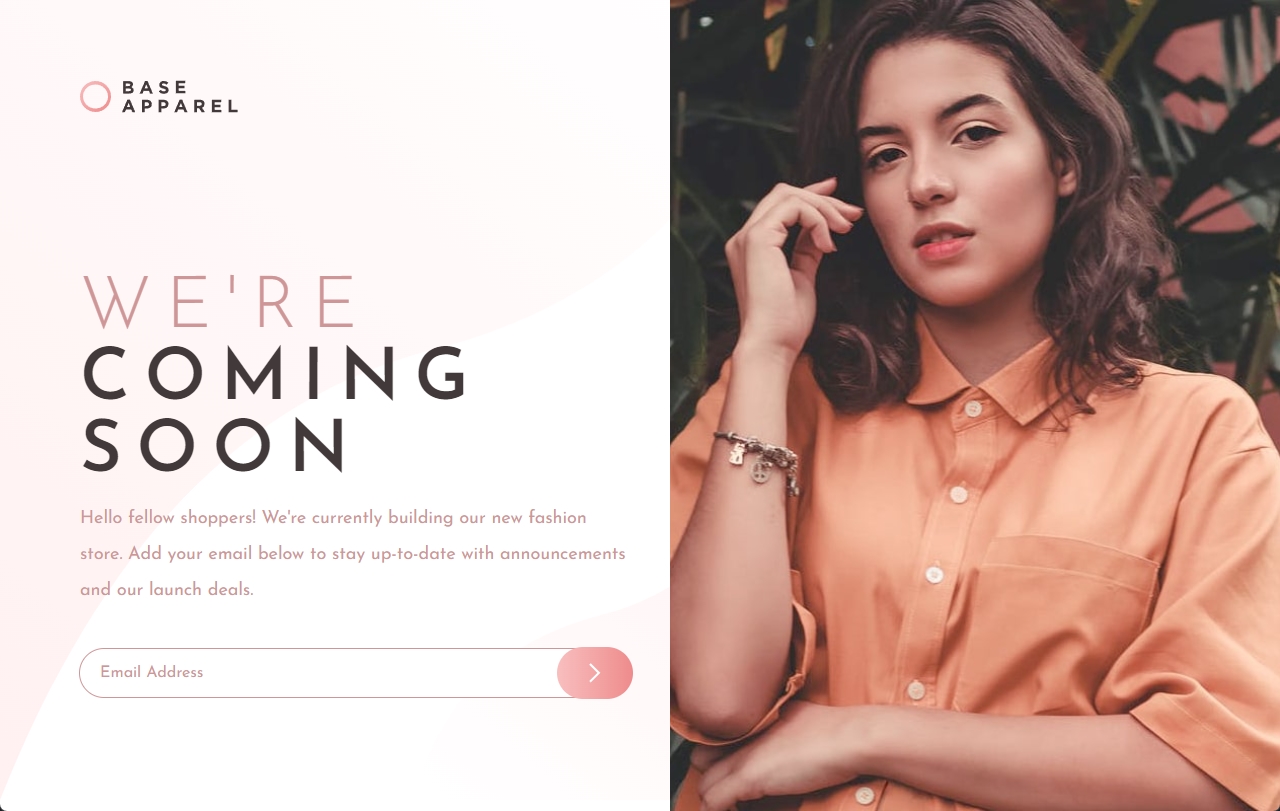 BASE
APPAREL
WE'RE
COMING
SOON
Hello fellow shoppers! We're currently building our new fashion
store. Add your email below to stay up-to-date with announcements
and our launch deals.
Email Address